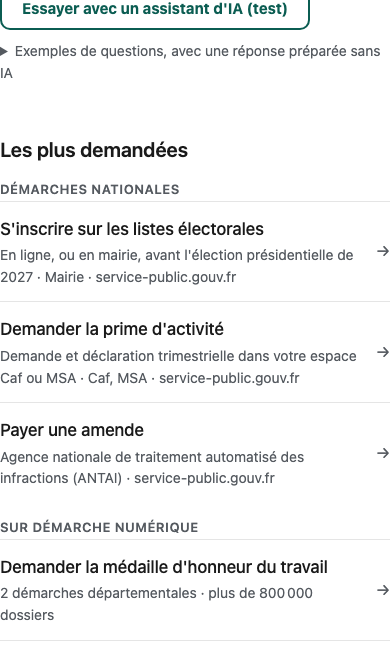 Essayer avec un assistant d'IA (test)
▶ Exemples de questions, avec une réponse préparée sans
IA
Les plus demandées
DÉMARCHES NATIONALES
S'inscrire sur les listes électorales
En ligne, ou en mairie, avant l'élection présidentielle de
2027 · Mairie · service-public.gouv.fr
→
Demander la prime d'activité
Demande et déclaration trimestrielle dans votre espace
Caf ou MSA · Caf, MSA · service-public.gouv.fr
→
Payer une amende
Agence nationale de traitement automatisé des
infractions (ANTAI) · service-public.gouv.fr
→
SUR DÉMARCHE NUMÉRIQUE
Demander la médaille d'honneur du travail
2 démarches départementales · plus de 800 000
dossiers
→